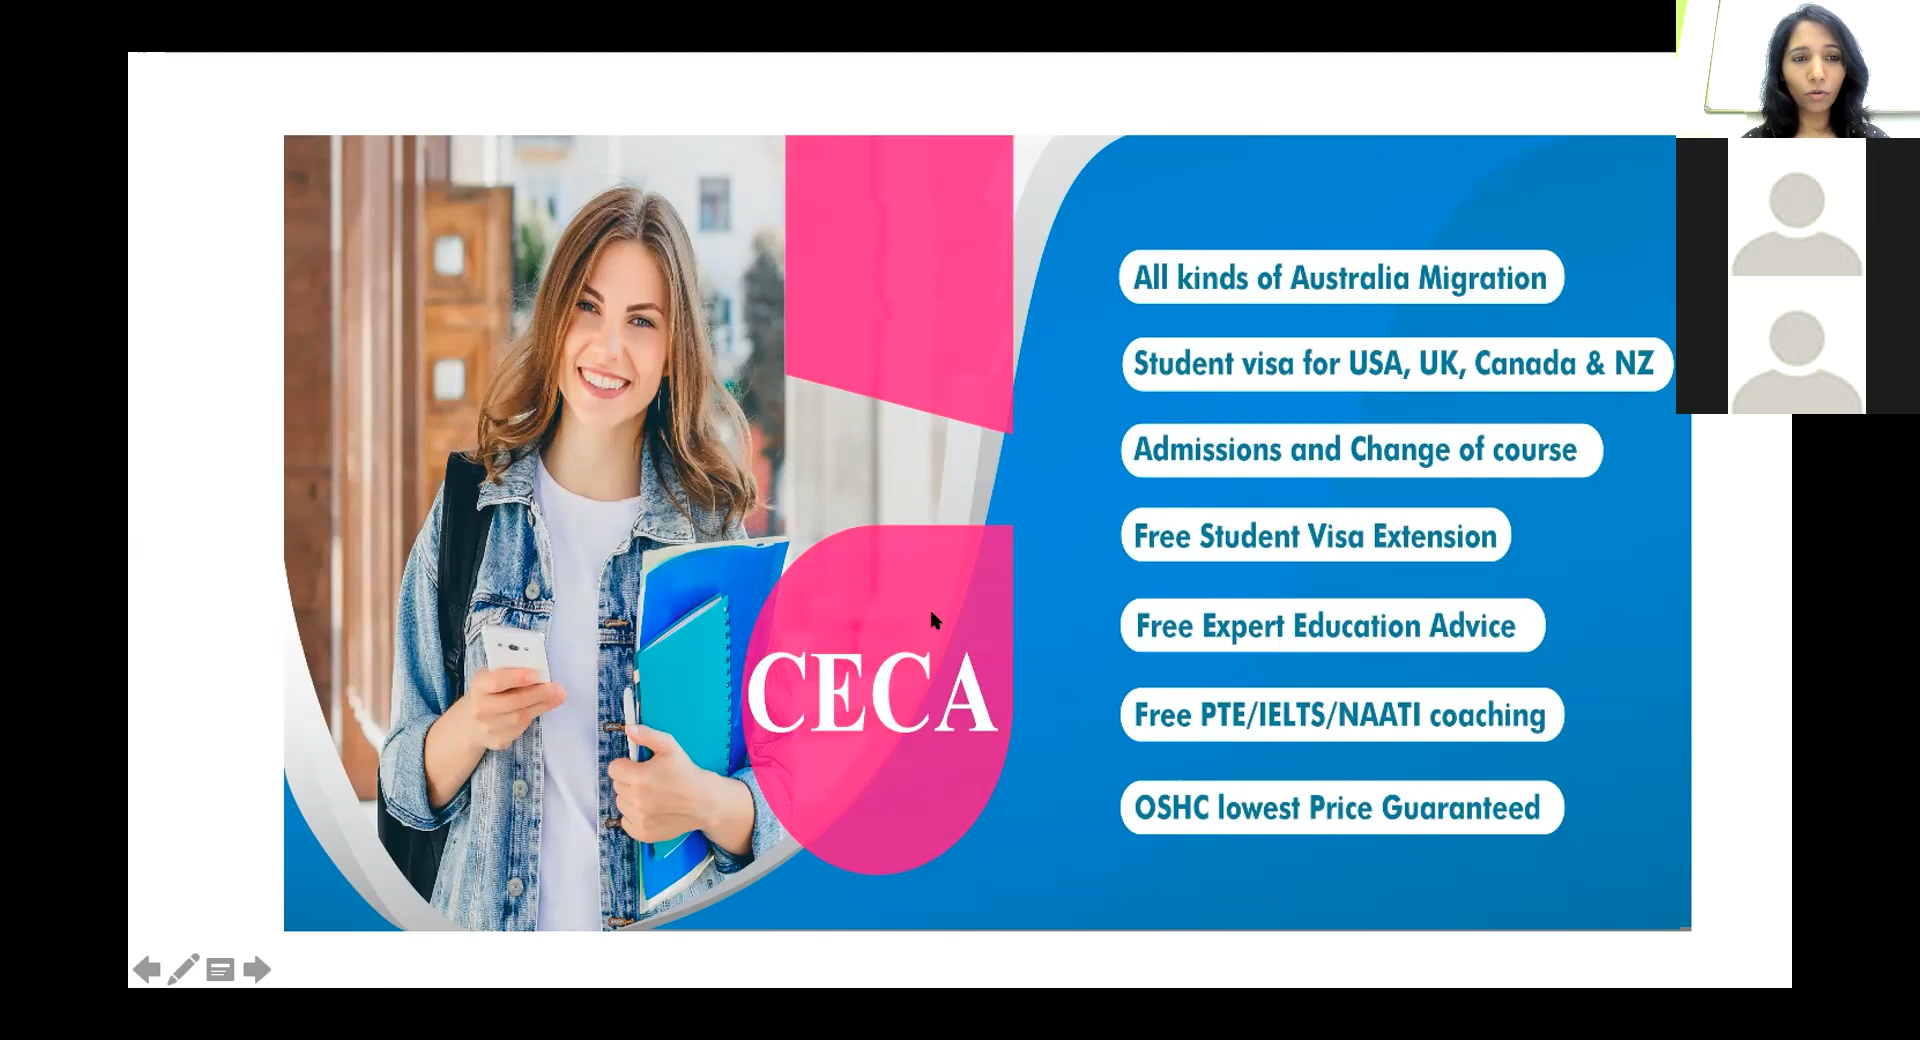 CECA
All kinds of Australia Migration
Student visa for USA, UK, Canada & NZ
Admissions and Change of course
Free Student Visa Extension
Free Expert Education Advice
Free PTE/IELTS/NAATI coaching
OSHC lowest Price Guaranteed